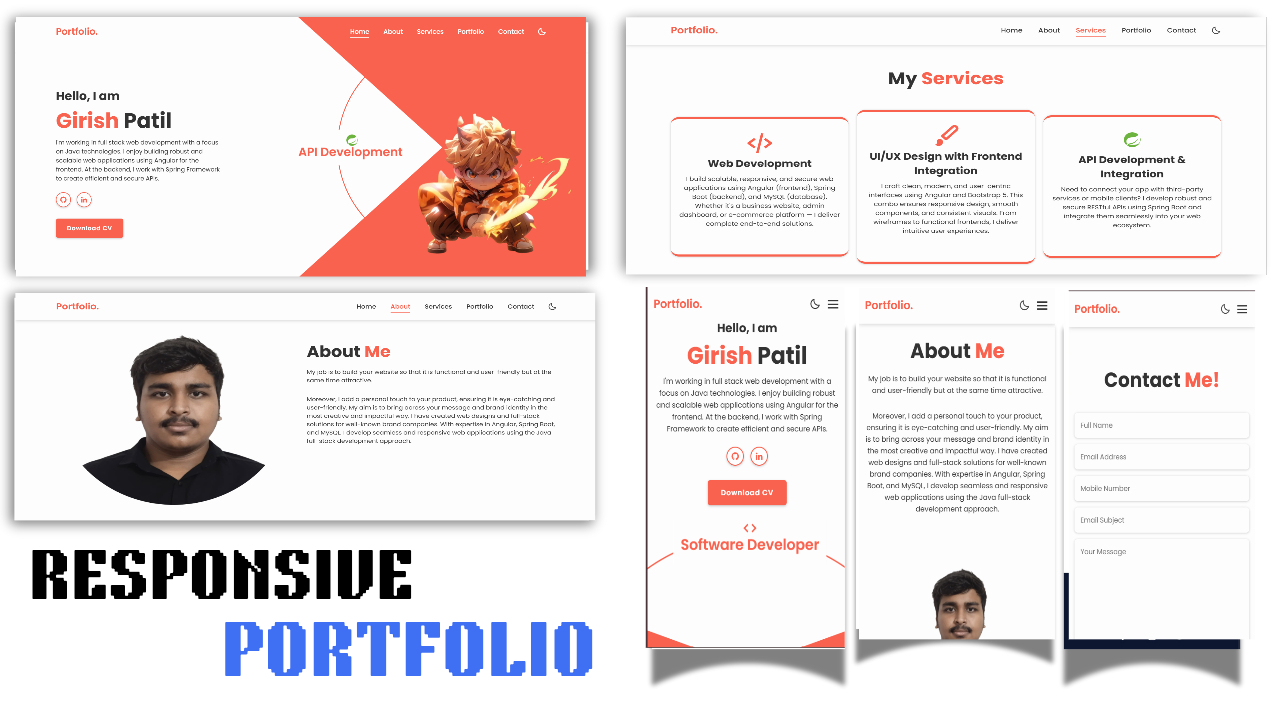 Portfolio.
Home About Services Portfolio Contact
Hello, I am
Girish Patil
I'm working in full stack web development with a focus
on Java technologies. I enjoy building robust and
scalable web applications using Angular for the
frontend. At the backend, I work with Spring Framework
to create efficient and secure APIs.
Download CV
API Development
Portfolio.
Home About Services Portfolio Contact
My Services
Web Development
I build scalable, responsive, and secure web
applications using Angular (frontend), Spring
Boot (backend), and MySQL (database).
Whether it's a business website, admin
dashboard, or e-commerce platform — I deliver
complete end-to-end solutions.
UI/UX Design with Frontend
Integration
I craft clean, modern, and user-centric
interfaces using Angular and Bootstrap 5. This
combo ensures responsive design, smooth
components, and consistent visuals. From
wireframes to functional frontends, I deliver
intuitive user experiences.
API Development &
Integration
Need to connect your app with third-party
services or mobile clients? I develop robust and
secure RESTful APIs using Spring Boot and
integrate them seamlessly into your web
ecosystem.
Portfolio.
Home About Services Portfolio Contact
About Me
My job is to build your website so that it is functional and user-friendly but at the
same time attractive.
Moreover, I add a personal touch to your product, ensuring it is eye-catching and
user-friendly. My aim is to bring across your message and brand identity in the
most creative and impactful way. I have created web designs and full-stack
solutions for well-known brand companies. With expertise in Angular, Spring Boot,
and MySQL, I develop seamless and responsive web applications using the Java
full-stack development approach.
RESPONSIVE
PORTFOLIO
Portfolio.
Hello, I am
Girish Patil
I'm working in full stack web development with a
focus on Java technologies. I enjoy building robust
and scalable web applications using Angular for the
frontend. At the backend, I work with Spring
Framework to create efficient and secure APIs.
in
Download CV
Software Developer
Portfolio.
About Me
My job is to build your website so that it is functional
and user-friendly but at the same time attractive.
Moreover, I add a personal touch to your product,
ensuring it is eye-catching and user-friendly. My aim
is to bring across your message and brand identity in
the most creative and impactful way. I have created
web designs and full-stack solutions for well-known
brand companies. With expertise in Angular, Spring
Boot, and MySQL, I develop seamless and responsive
web applications using the Java full-stack
development approach.
Portfolio.
Contact Me!
Full Name
Email Address
Mobile Number
Email Subject
Your Message